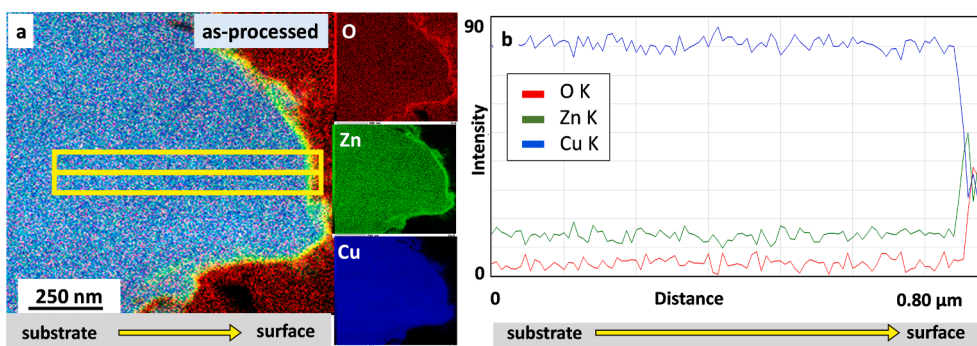 a
as-processed
O
Zn
Cu
250 nm
substrate
surface
90
b
O K
Zn K
Cu K
Intensity
0
0
Distance
0.80 µm
substrate
surface